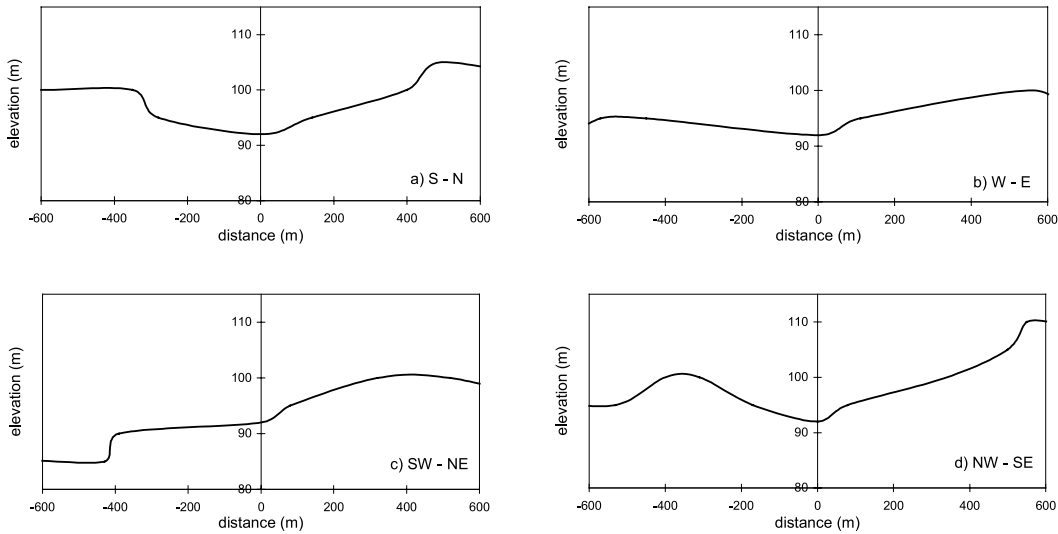 110
100
90
80
elevation (m)
a) S - N
-600 -400 -200 0 200 400 600
distance (m)
110
100
90
80
elevation (m)
b) W - E
-600 -400 -200 0 200 400 600
distance (m)
110
100
90
80
elevation (m)
c) SW - NE
-600 -400 -200 0 200 400 600
distance (m)
110
100
90
80
elevation (m)
d) NW - SE
-600 -400 -200 0 200 400 600
distance (m)